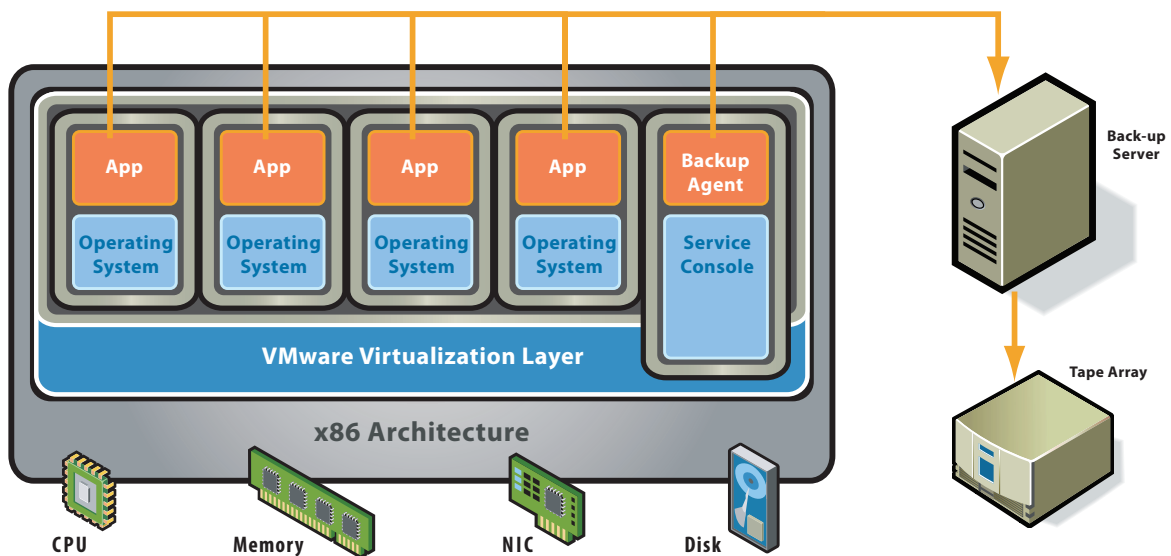 App
App
App
App
Backup
Agent
Operating
System
Operating
System
Operating
System
Operating
System
Service
Console
VMware Virtualization Layer
x86 Architecture
CPU
Memory
NIC
Disk
Back-up
Server
Tape Array